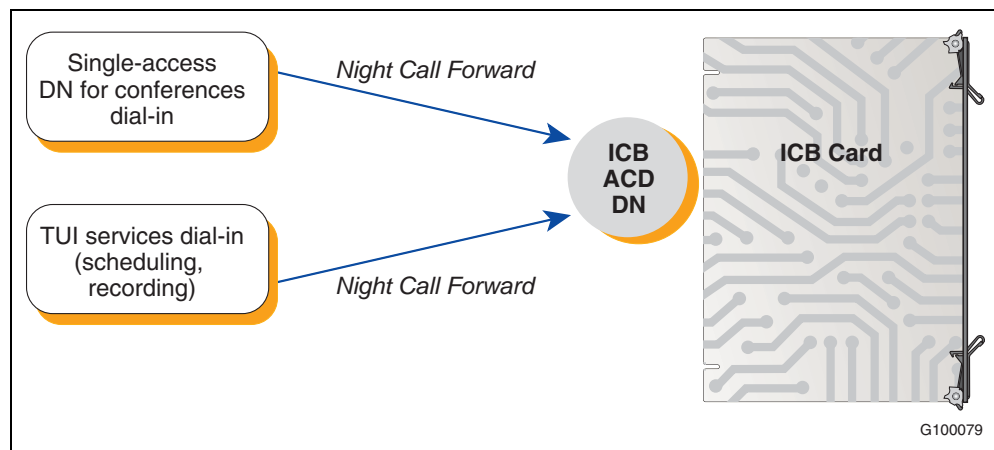 Single-access
DN for conferences
dial-in
Night Call Forward
ICB
ACD
DN
ICB Card
TUI services dial-in
(scheduling,
recording)
Night Call Forward
G100079